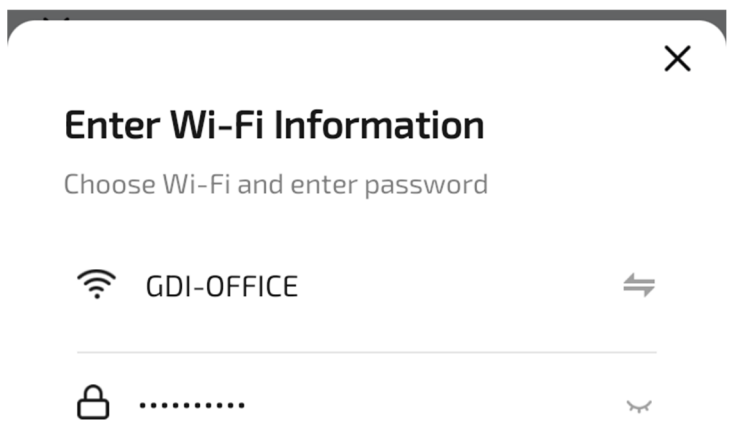 Enter Wi-Fi Information
Choose Wi-Fi and enter password
GDI-OFFICE
••••••••••